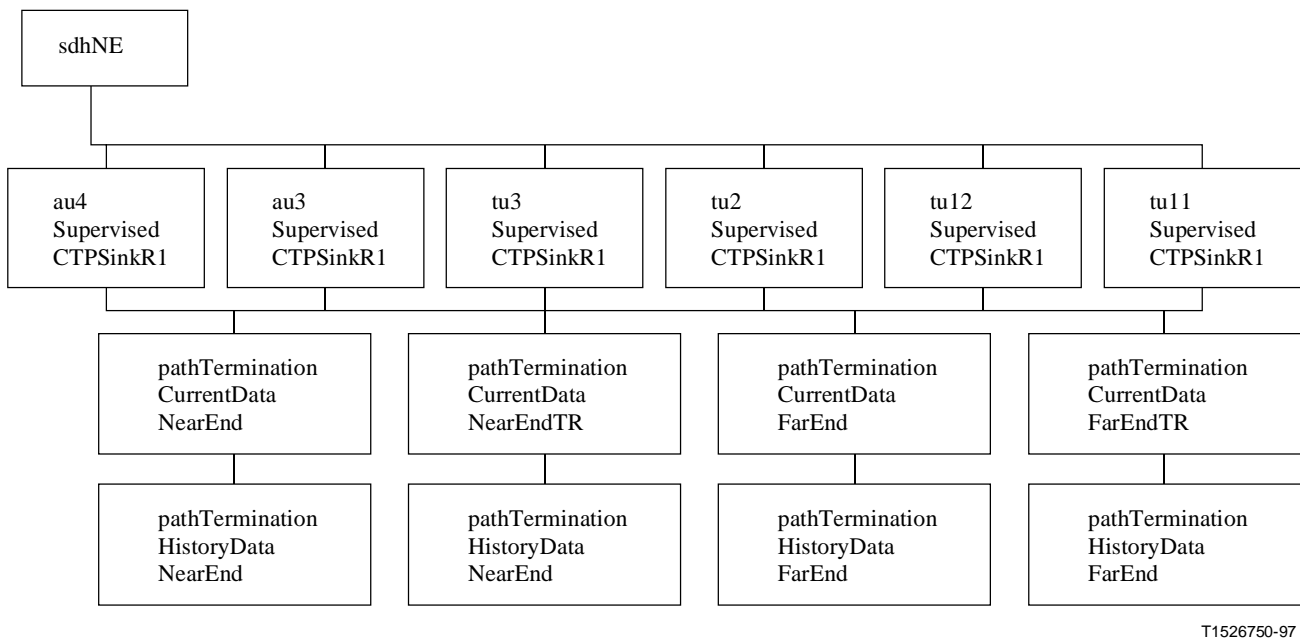 sdhNE
au4
Supervised
CTPSinkR1
au3
Supervised
CTPSinkR1
tu3
Supervised
CTPSinkR1
tu2
Supervised
CTPSinkR1
tu12
Supervised
CTPSinkR1
tu11
Supervised
CTPSinkR1
pathTermination
CurrentData
NearEnd
pathTermination
CurrentData
NearEndTR
pathTermination
CurrentData
FarEnd
pathTermination
CurrentData
FarEndTR
pathTermination
HistoryData
NearEnd
pathTermination
HistoryData
NearEnd
pathTermination
HistoryData
FarEnd
pathTermination
HistoryData
FarEnd
T1526750-97